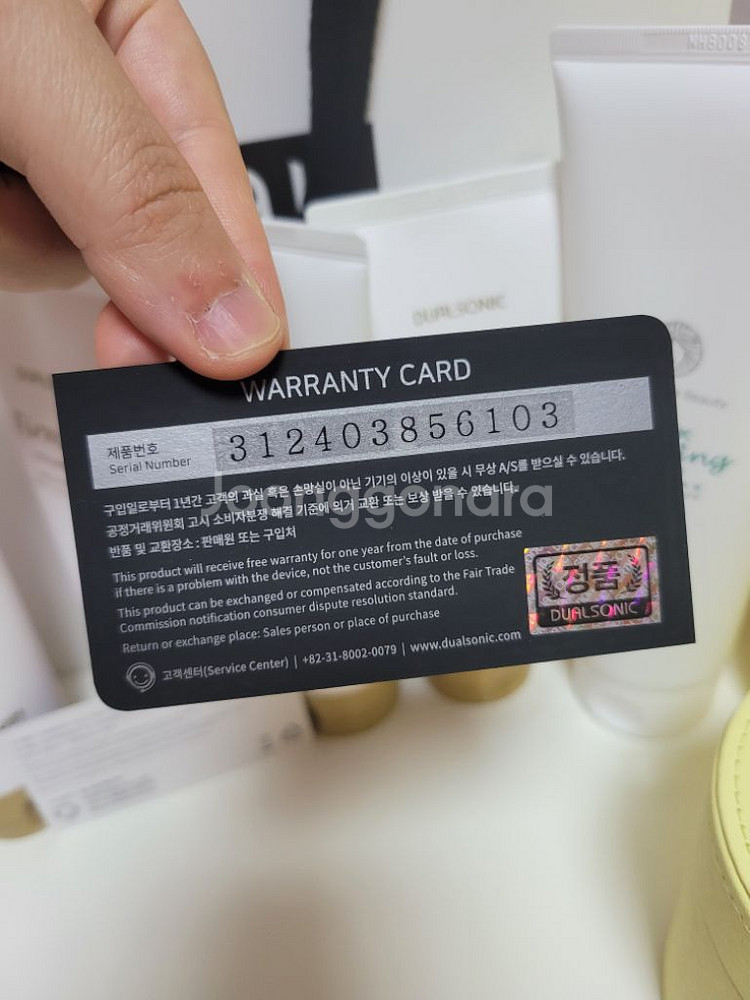 WARRANTY CARD
제품번호
Serial Number
312403856103
구입일로부터 1년간 고객의 과실 혹은 손망실이 아닌 기기의 이상이 있을 시 무상 A/S를 받으실 수 있습니다.
공정거래위원회 고시 소비자분쟁 해결 기준에 의거 교환 또는 보상 받을 수 있습니다.
반품 및 교환장소 : 판매원 또는 구입처
This product will receive free warranty for one year from the date of purchase
if there is a problem with the device, not the customer's fault or loss.
This product can be exchanged or compensated according to the Fair Trade
Commission notification consumer dispute resolution standard.
Return or exchange place: Sales person or place of purchase
고객센터(Service Center) | +82-31-8002-0079 | www.dualsonic.com
정품
DUALSONIC
DUALSONIC
Joonggonara